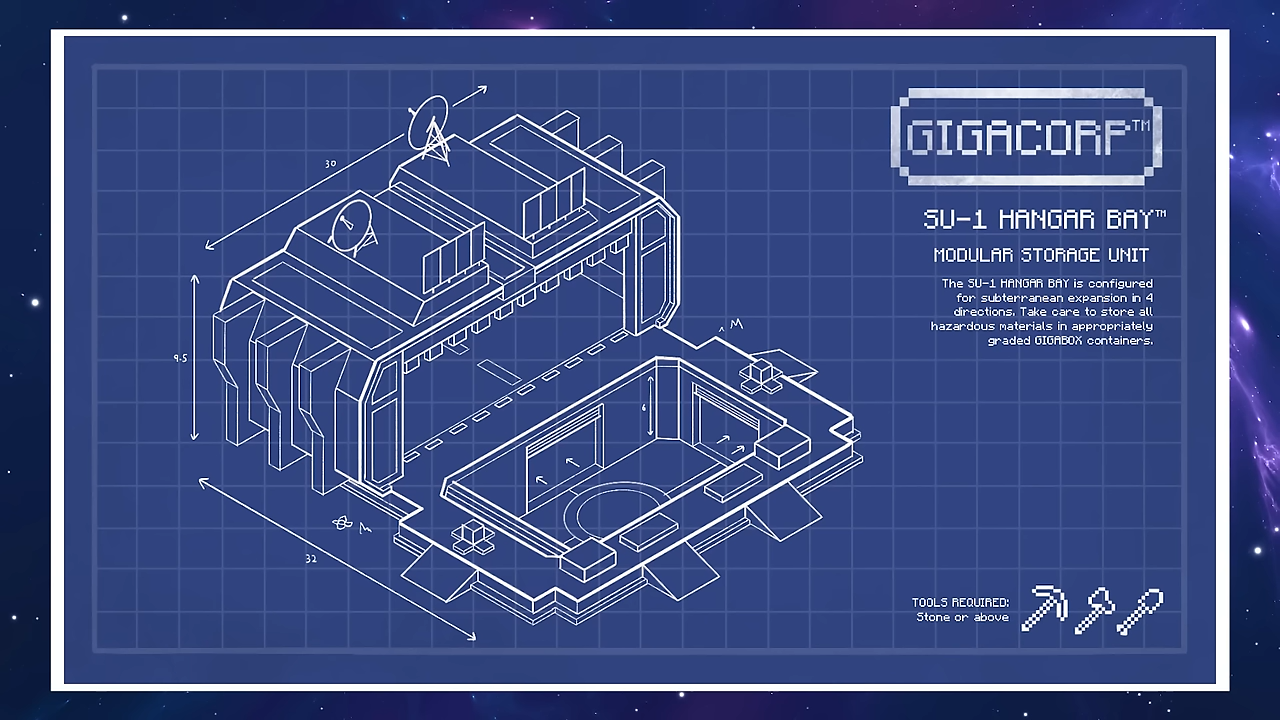 GIGACORP™
SU-1 HANGAR BAY™
MODULAR STORAGE UNIT
The SU-1 HANGAR BAY is configured
for subterranean expansion in 4
directions. Take care to store all
hazardous materials in appropriately
graded GIGABOX containers.
30
9.5
6
32
TOOLS REQUIRED:
Stone or above